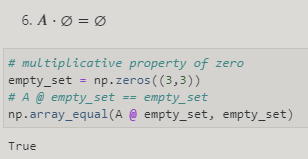 6. A · ∅ = ∅
# multiplicative property of zero
empty_set = np.zeros((3,3))
# A @ empty_set == empty_set
np.array_equal(A @ empty_set, empty_set)
True